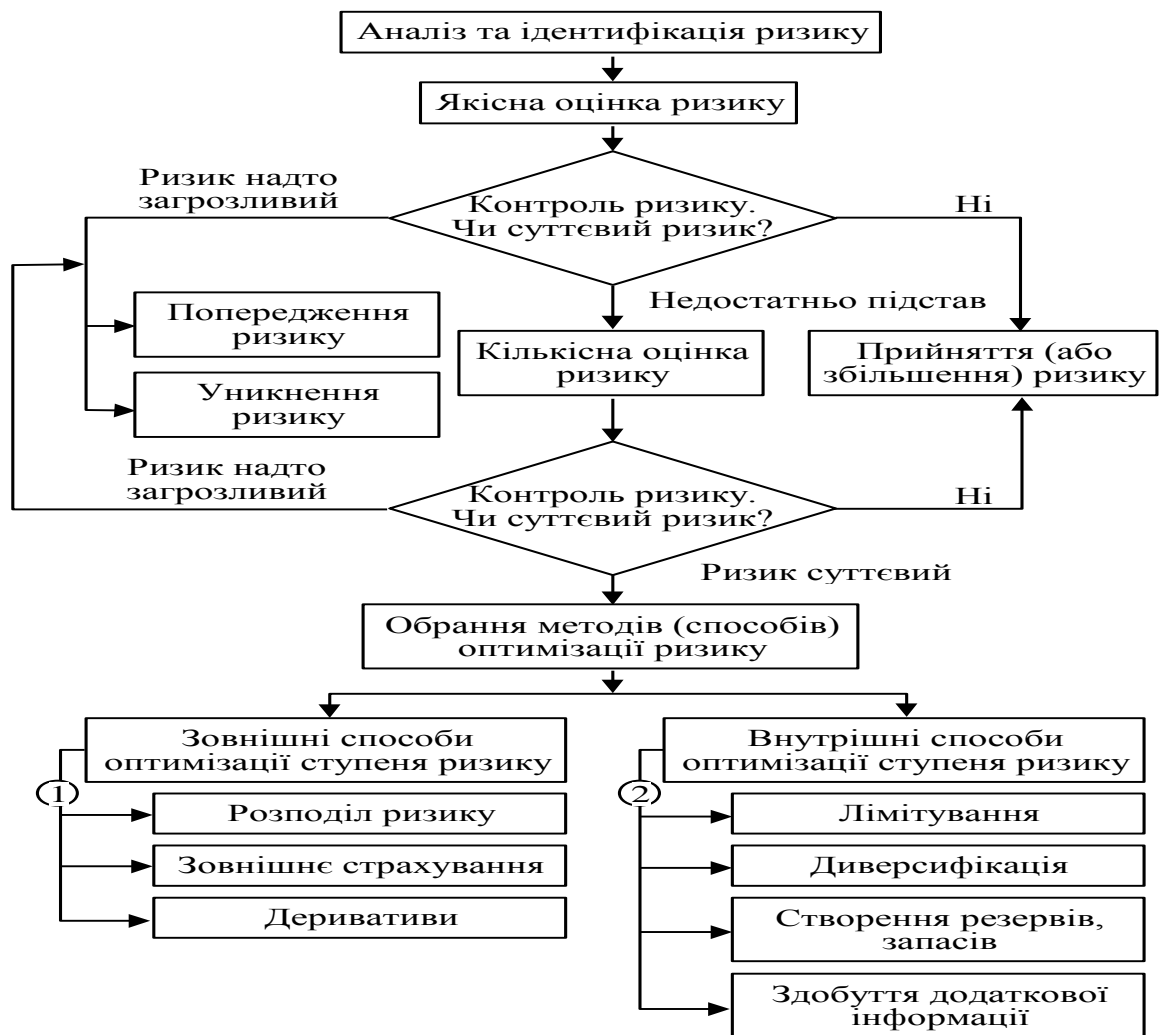 Аналіз та ідентифікація ризику
Якісна оцінка ризику
Ризик надто
загрозливий
Контроль ризику.
Чи суттєвий ризик?
Ні
Недостатньо підстав
Попередження
ризику
Кількісна оцінка
ризику
Прийняття (або
збільшення) ризику
Уникнення
ризику
Ризик надто
загрозливий
Контроль ризику.
Чи суттєвий ризик?
Ні
Ризик суттєвий
Обрання методів (способів)
оптимізації ризику
Зовнішні способи
оптимізації ступеня ризику
1
Розподіл ризику
Зовнішнє страхування
Деривативи
Внутрішні способи
оптимізації ступеня ризику
2
Лімітування
Диверсифікація
Створення резервів,
запасів
Здобуття додаткової
інформації